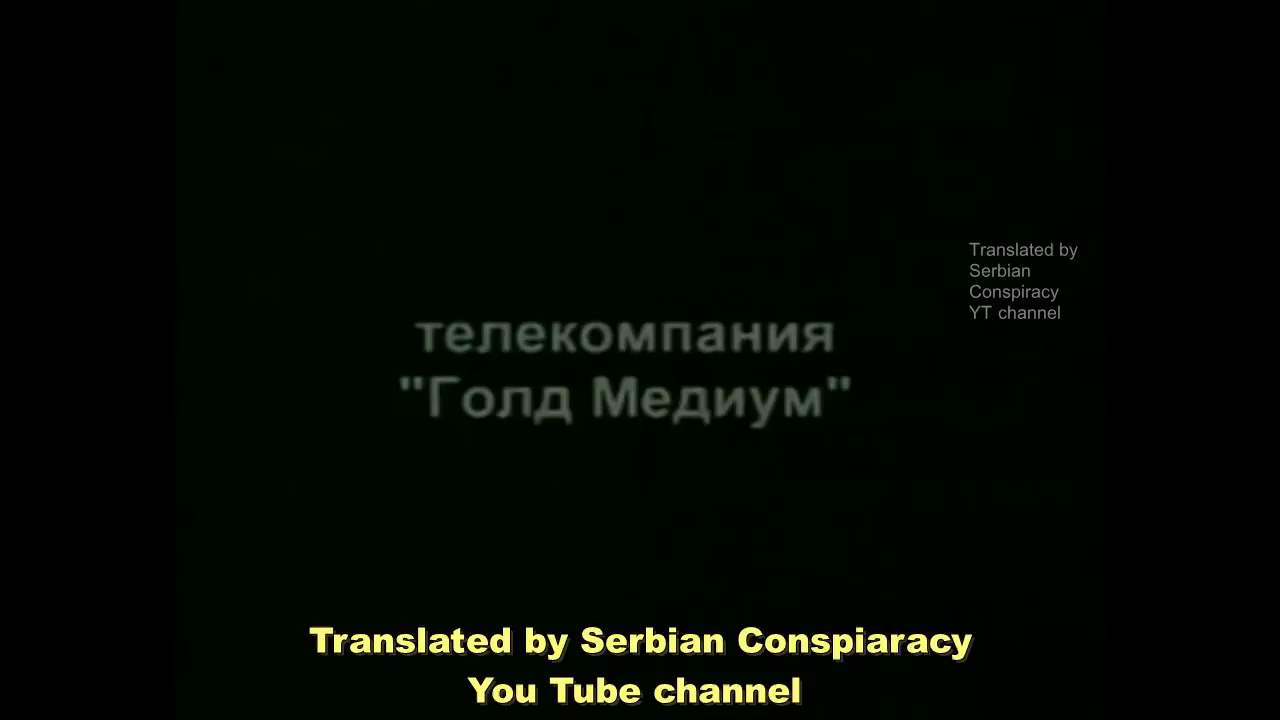 Translated by
Serbian
Conspiracy
YT channel
телекомпания
"Голд Медиум"
Translated by Serbian Conspiaracy
You Tube channel